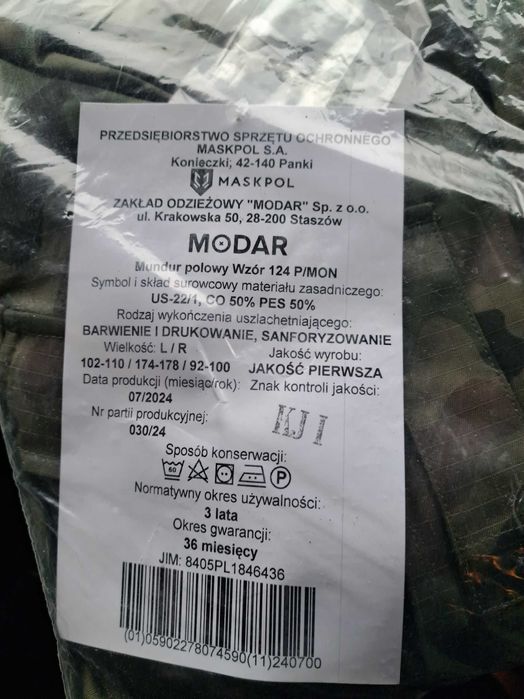 PRZEDSIĘBIORSTWO SPRZĘTU OCHRONNEGO
MASKPOL S.A.
Konieczki; 42-140 Panki
MASKPOL
ZAKŁAD ODZIEŻOWY "MODAR" Sp. z o.o.
ul. Krakowska 50, 28-200 Staszów
MODAR
Mundur polowy Wzór 124 P/MON
Symbol i skład surowcowy materiału zasadniczego:
US-22/1, CO 50% PES 50%
Rodzaj wykończenia uszlachetniającego:
BARWIENIE I DRUKOWANIE, SANFORYZOWANIE
Wielkość: L / R Jakość wyrobu:
102-110 / 174-178 / 92-100 JAKOŚĆ PIERWSZA
Data produkcji (miesiąc/rok): Znak kontroli jakości:
07/2024
Nr partii produkcyjnej: KJ I
030/24
Sposób konserwacji:
60 P
Normatywny okres używalności:
3 lata
Okres gwarancji:
36 miesięcy
JIM: 8405PL1846436
(01)05902278074590(11)240700